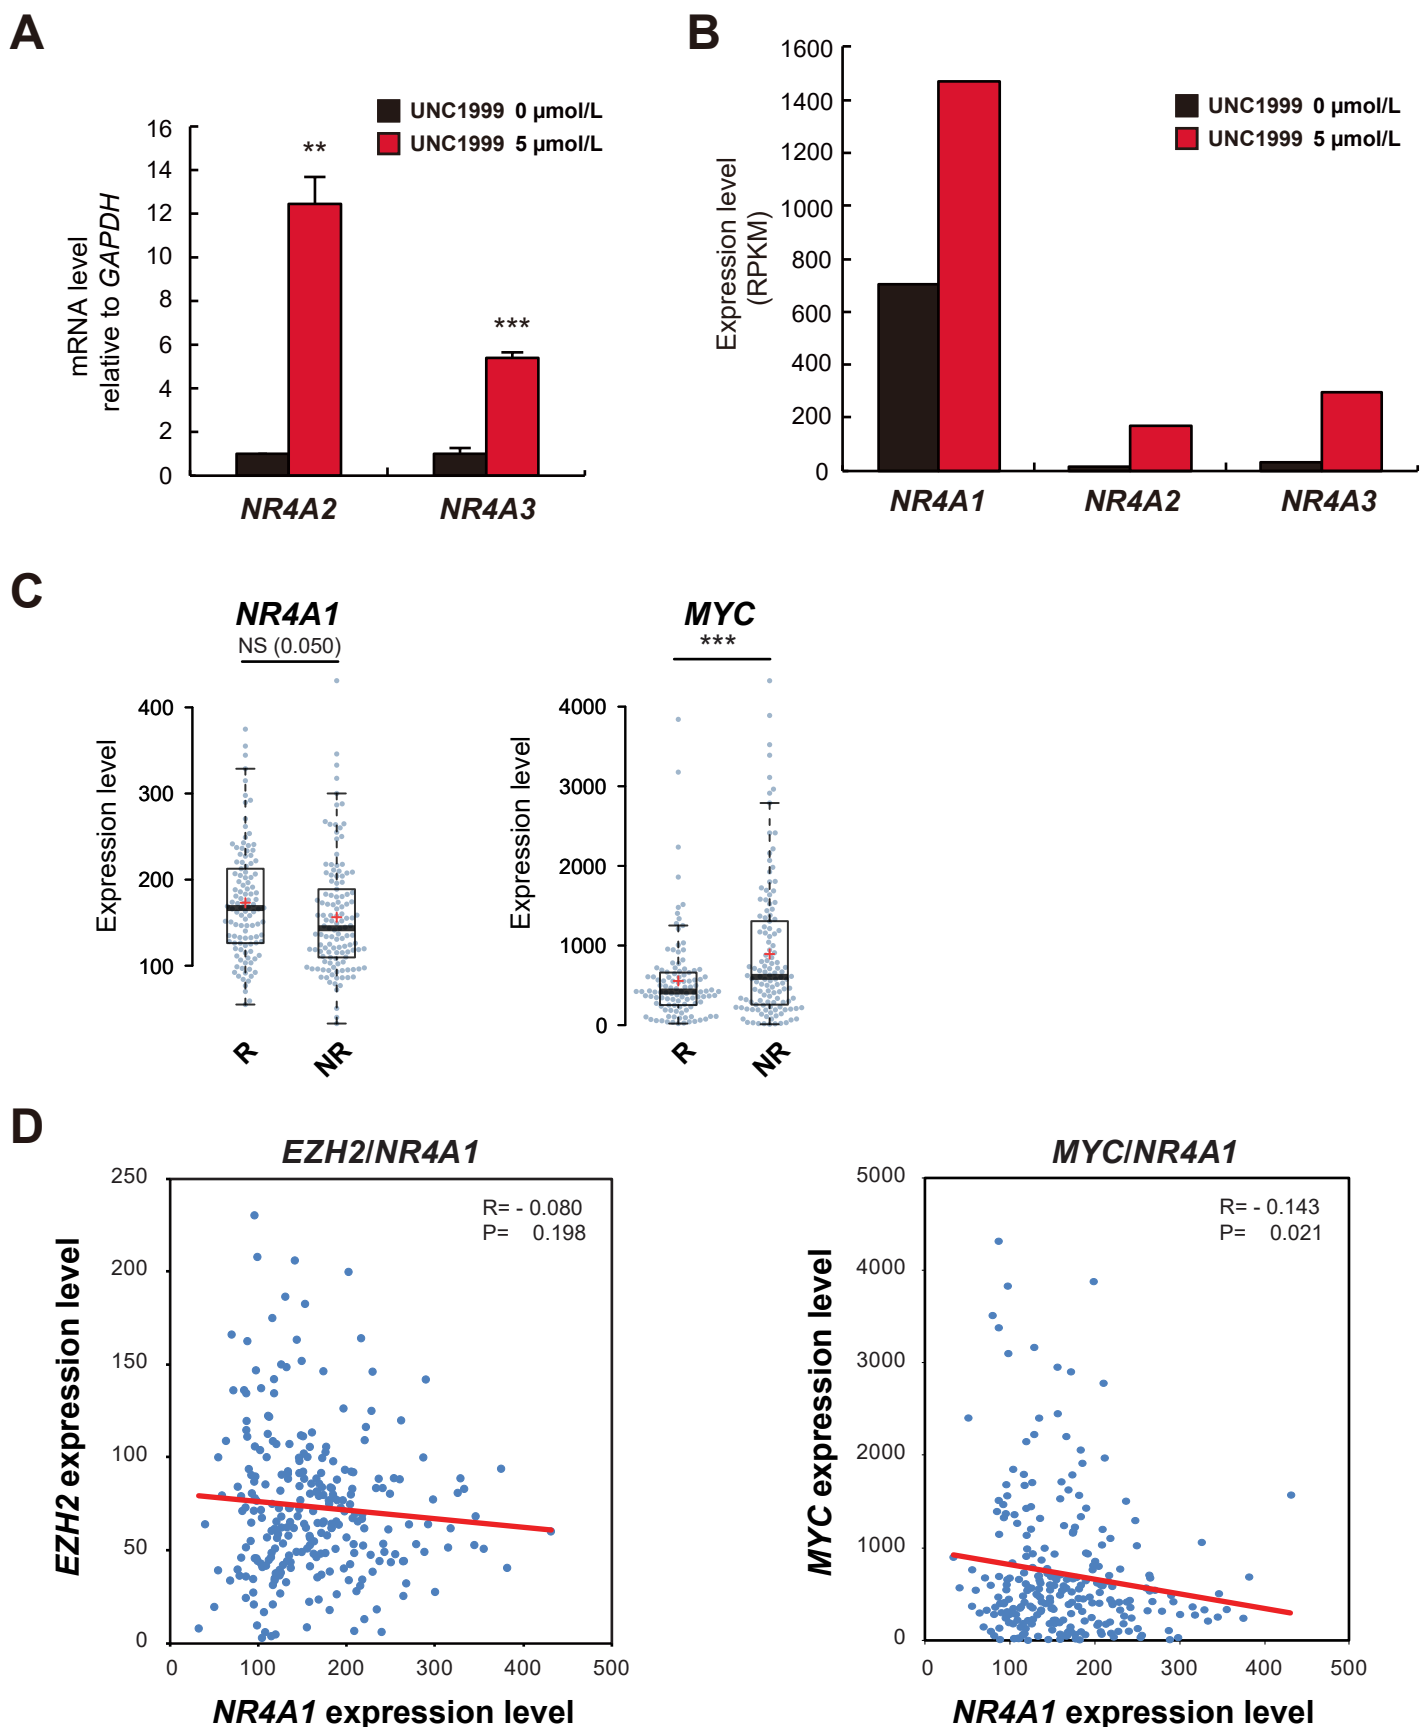 A
UNC1999 0 µmol/L
UNC1999 5 µmol/L
mRNA level
relative to GAPDH
16
14
12
10
8
6
4
2
0
**
***
NR4A2
NR4A3
B
UNC1999 0 µmol/L
UNC1999 5 µmol/L
Expression level
(RPKM)
1600
1400
1200
1000
800
600
400
200
0
NR4A1
NR4A2
NR4A3
C
NR4A1
NS (0.050)
Expression level
400
300
200
100
R
NR
MYC
***
Expression level
4000
3000
2000
1000
0
R
NR
D
EZH2/NR4A1
R= - 0.080
P= 0.198
EZH2 expression level
250
200
150
100
50
0
0
100
200
300
400
500
NR4A1 expression level
MYC/NR4A1
R= - 0.143
P= 0.021
MYC expression level
5000
4000
3000
2000
1000
0
0
100
200
300
400
500
NR4A1 expression level